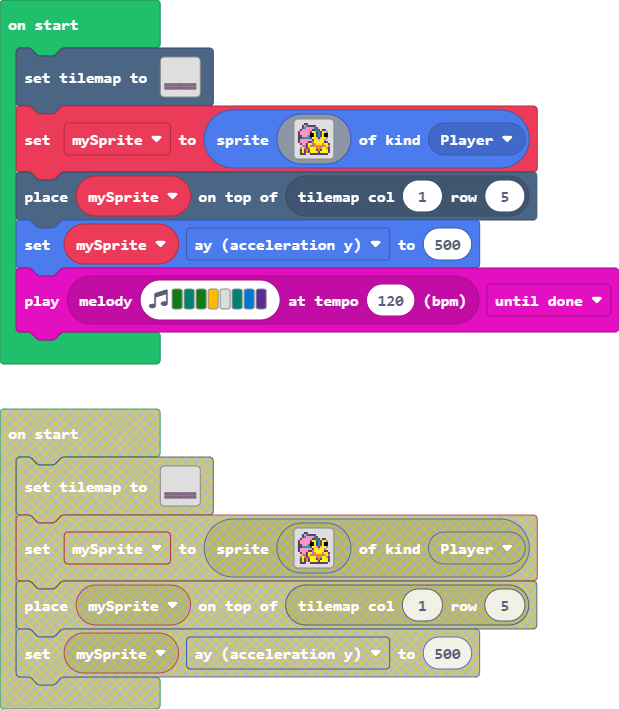 on start
set tilemap to
set mySprite to sprite of kind Player
place mySprite on top of tilemap col 1 row 5
set mySprite ay (acceleration y) to 500
play melody at tempo 120 (bpm) until done
on start
set tilemap to
set mySprite to sprite of kind Player
place mySprite on top of tilemap col 1 row 5
set mySprite ay (acceleration y) to 500